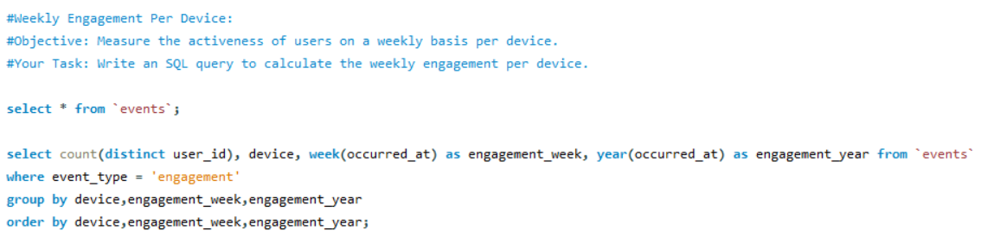 #Weekly Engagement Per Device:
#Objective: Measure the activeness of users on a weekly basis per device.
#Your Task: Write an SQL query to calculate the weekly engagement per device.
select * from `events`;
select count(distinct user_id), device, week(occurred_at) as engagement_week, year(occurred_at) as engagement_year from `events`
where event_type = 'engagement'
group by device,engagement_week,engagement_year
order by device,engagement_week,engagement_year;